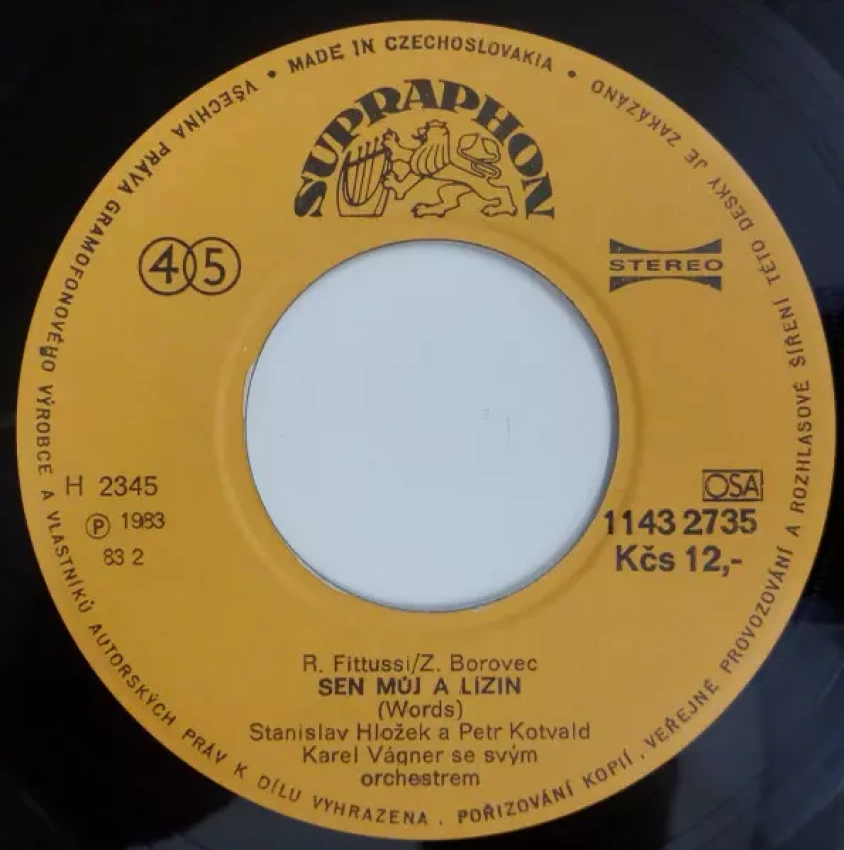 MADE IN CZECHOSLOVAKIA • VŠECHNA PRÁVA GRAMOFONOVÉHO VÝROBCE A VLASTNÍKŮ AUTORSKÝCH PRÁV K DÍLU VYHRAZENA . POŘIZOVÁNÍ KOPIÍ , VEŘEJNÉ PROVOZOVÁNÍ A ROZHLASOVÉ ŠÍŘENÍ TÉTO DESKY JE ZAKÁZÁNO •
SUPRAPHON
45
STEREO
H 2345
Ⓟ 1983
83 2
OSA
1143 2735
Kčs 12,-
R. Fittussi/Z. Borovec
SEN MŮJ A LÍZIN
(Words)
Stanislav Hložek a Petr Kotvald
Karel Vágner se svým
orchestrem